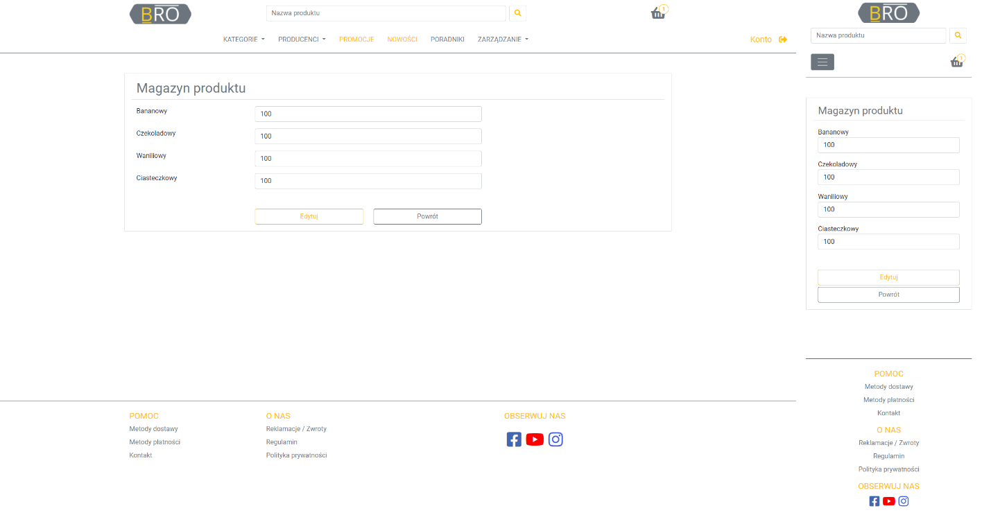 BRO
Nazwa produktu
1
KATEGORIE
PRODUCENCI
PROMOCJE
NOWOŚCI
PORADNIKI
ZARZĄDZANIE
Konto
Magazyn produktu
Bananowy
100
Czekoladowy
100
Waniliowy
100
Ciasteczkowy
100
Edytuj
Powrót
POMOC
Metody dostawy
Metody płatności
Kontakt
O NAS
Reklamacje / Zwroty
Regulamin
Polityka prywatności
OBSERWUJ NAS
BRO
Nazwa produktu
1
Magazyn produktu
Bananowy
100
Czekoladowy
100
Waniliowy
100
Ciasteczkowy
100
Edytuj
Powrót
POMOC
Metody dostawy
Metody płatności
Kontakt
O NAS
Reklamacje / Zwroty
Regulamin
Polityka prywatności
OBSERWUJ NAS